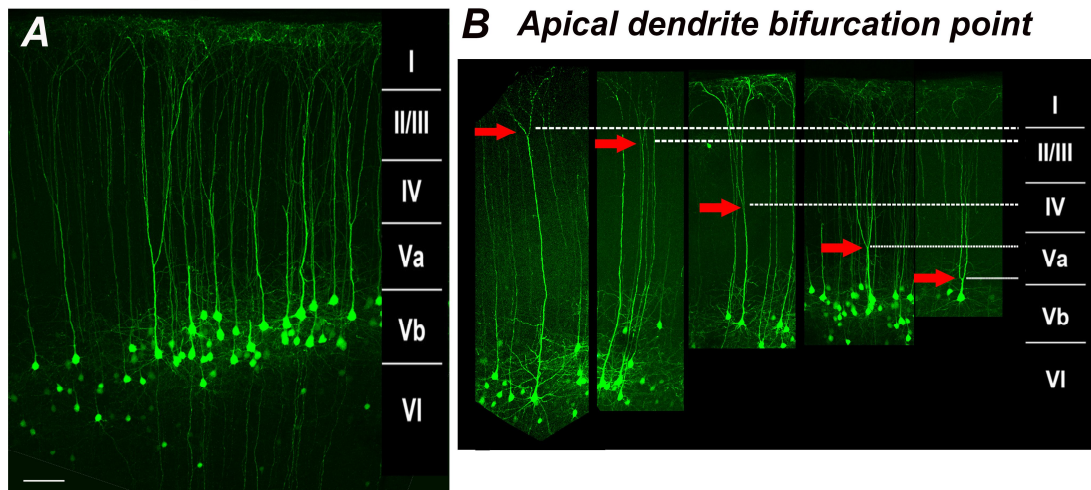 A
I
II/III
IV
Va
Vb
VI
B Apical dendrite bifurcation point
I
II/III
IV
Va
Vb
VI